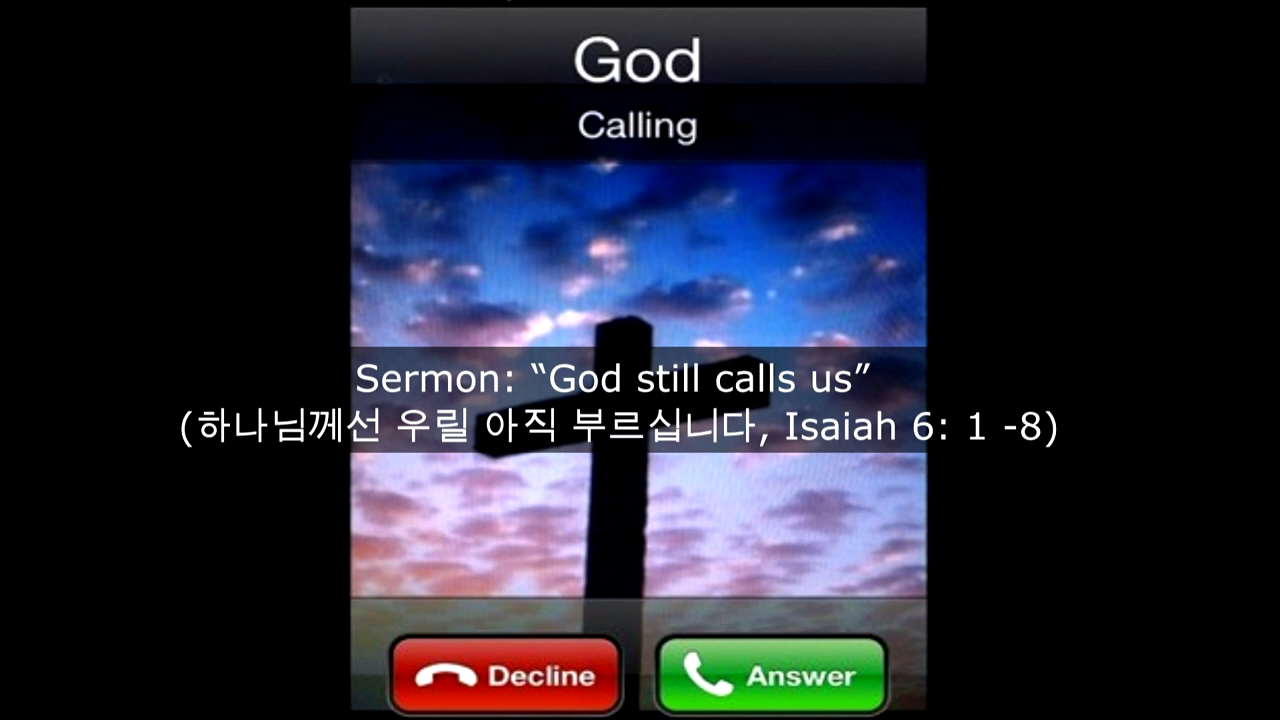 God
Calling
Sermon: “God still calls us”
(하나님께선 우릴 아직 부르십니다, Isaiah 6: 1 -8)
Decline
Answer